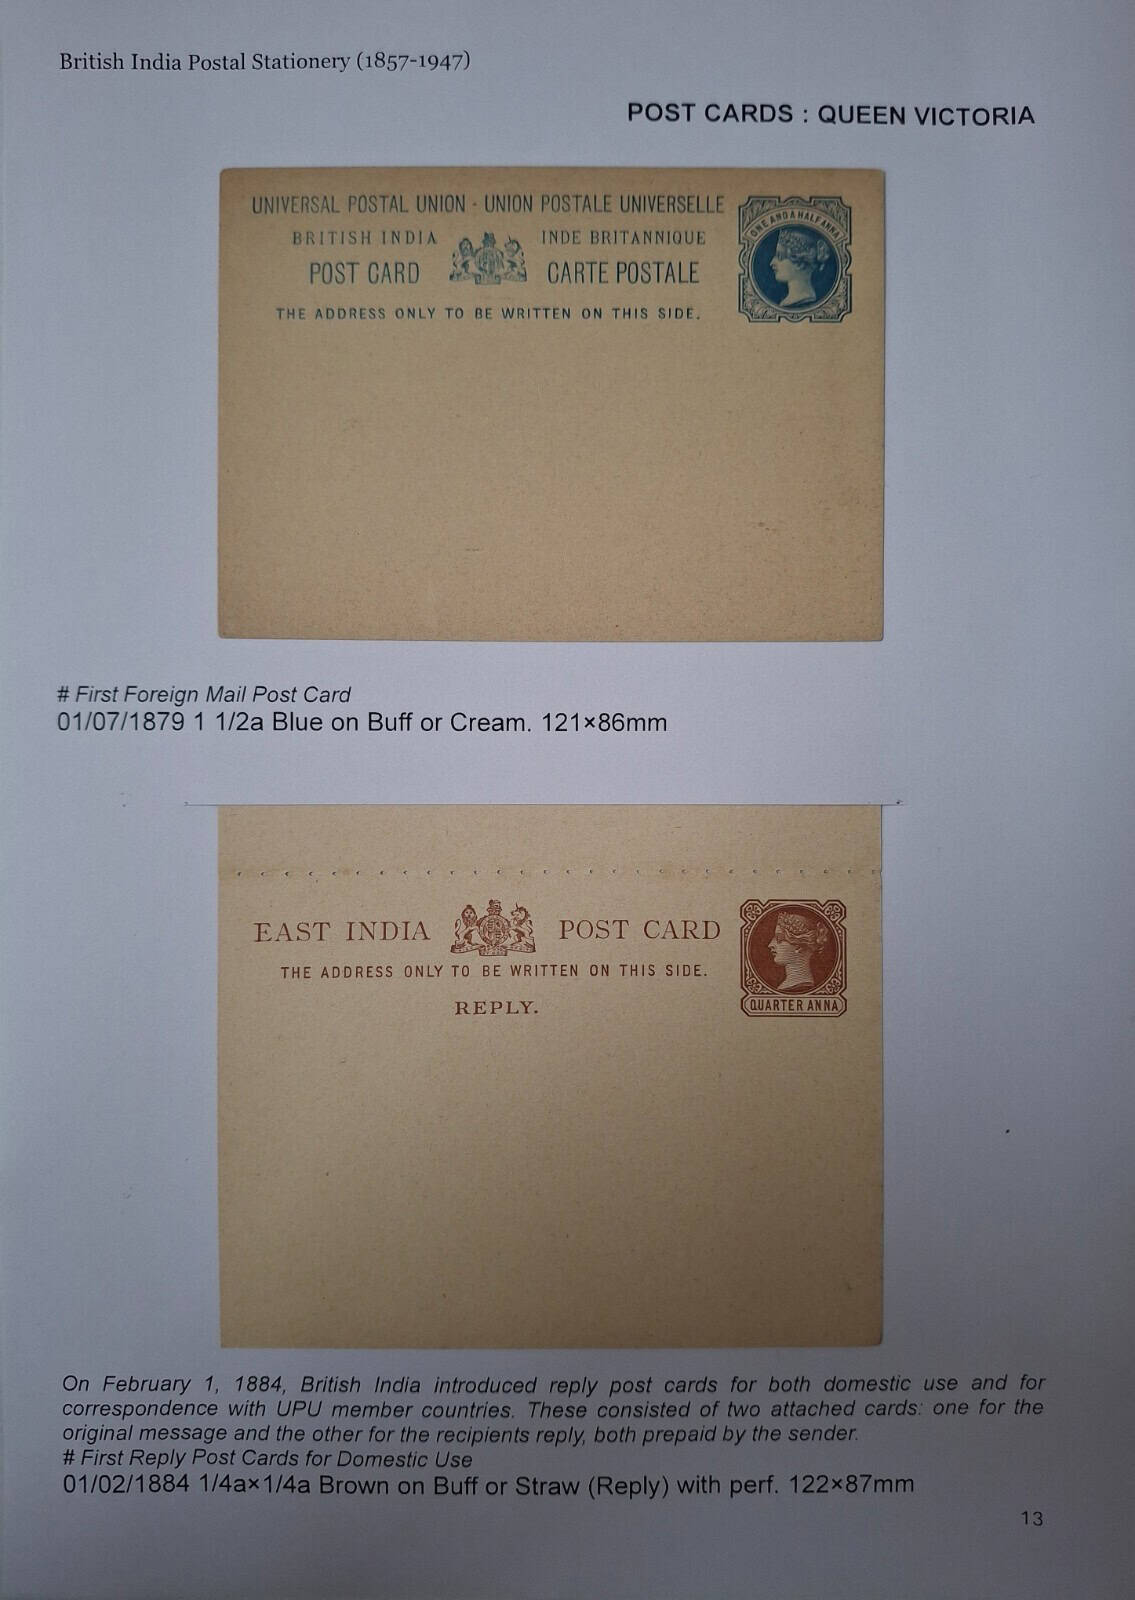 British India Postal Stationery (1857-1947)
POST CARDS : QUEEN VICTORIA
UNIVERSAL POSTAL UNION - UNION POSTALE UNIVERSELLE
BRITISH INDIA INDE BRITANNIQUE
POST CARD CARTE POSTALE
THE ADDRESS ONLY TO BE WRITTEN ON THIS SIDE.
ONE AND A HALF ANNA
# First Foreign Mail Post Card
01/07/1879 1 1/2a Blue on Buff or Cream. 121×86mm
EAST INDIA POST CARD
THE ADDRESS ONLY TO BE WRITTEN ON THIS SIDE.
REPLY.
QUARTER ANNA
On February 1, 1884, British India introduced reply post cards for both domestic use and for
correspondence with UPU member countries. These consisted of two attached cards: one for the
original message and the other for the recipients reply, both prepaid by the sender.
# First Reply Post Cards for Domestic Use
01/02/1884 1/4a×1/4a Brown on Buff or Straw (Reply) with perf. 122×87mm
13